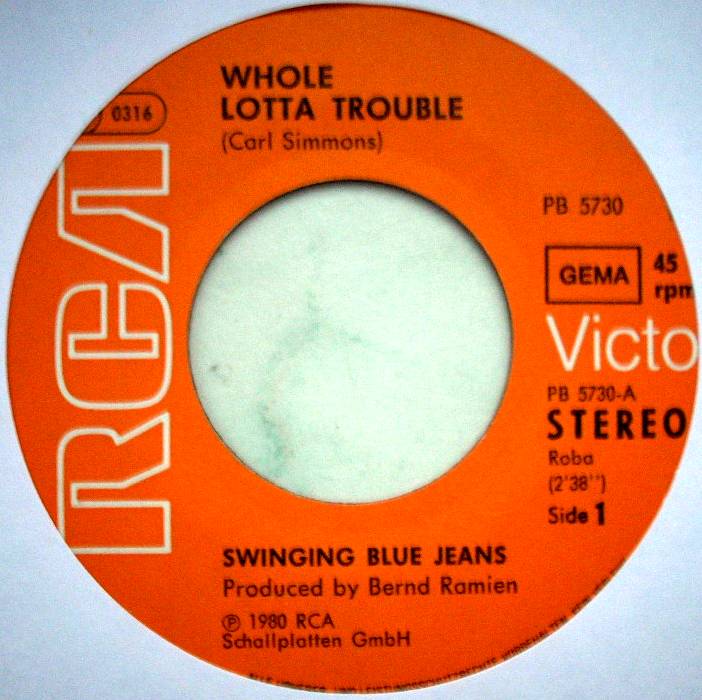 WHOLE
LOTTA TROUBLE
(Carl Simmons)
0316
RCA
PB 5730
GEMA
45
rpm
Victo
PB 5730-A
STEREO
Roba
(2'38'')
Side 1
SWINGING BLUE JEANS
Produced by Bernd Ramien
℗ 1980 RCA
Schallplatten GmbH